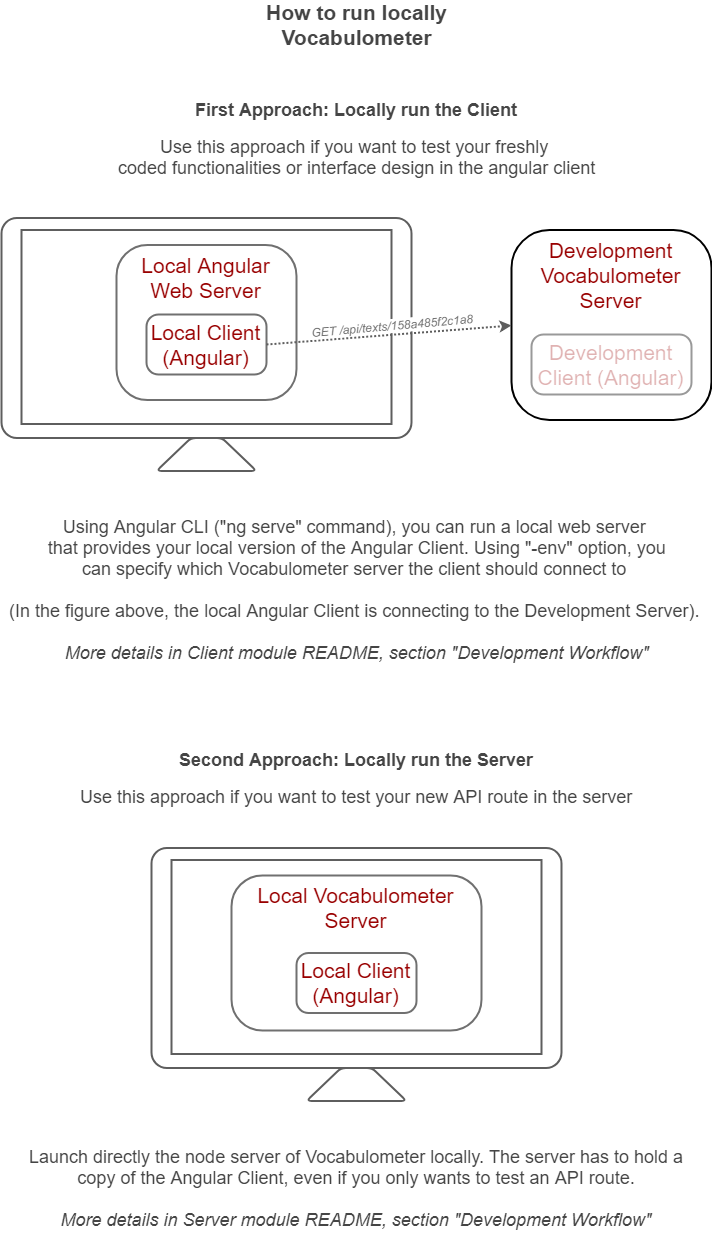 How to run locally
Vocabulometer
First Approach: Locally run the Client
Use this approach if you want to test your freshly
coded functionalities or interface design in the angular client
Local Angular
Web Server
Local Client
(Angular)
GET /api/texts/158a485f2c1a8
Development
Vocabulometer
Server
Development
Client (Angular)
Using Angular CLI ("ng serve" command), you can run a local web server
that provides your local version of the Angular Client. Using "-env" option, you
can specify which Vocabulometer server the client should connect to
(In the figure above, the local Angular Client is connecting to the Development Server).
More details in Client module README, section "Development Workflow"
Second Approach: Locally run the Server
Use this approach if you want to test your new API route in the server
Local Vocabulometer
Server
Local Client
(Angular)
Launch directly the node server of Vocabulometer locally. The server has to hold a
copy of the Angular Client, even if you only wants to test an API route.
More details in Server module README, section "Development Workflow"